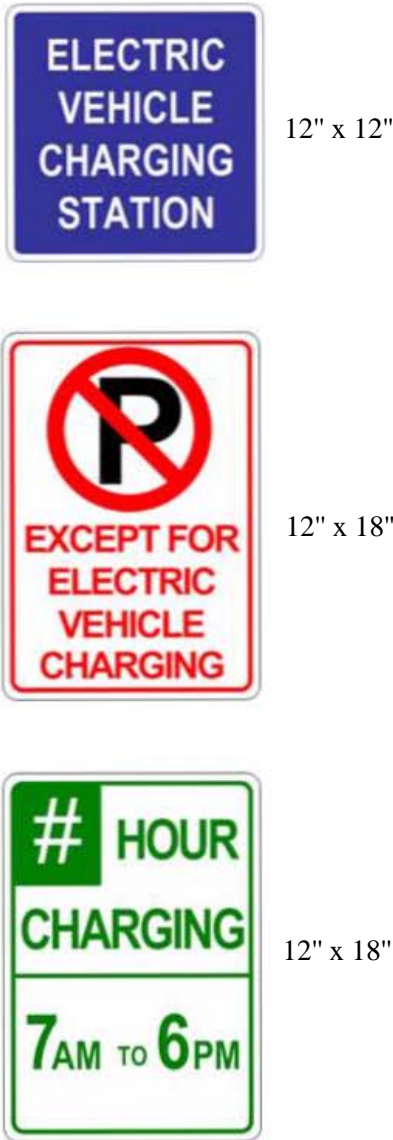 ELECTRIC
VEHICLE
CHARGING
STATION
12" x 12"
P
EXCEPT FOR
ELECTRIC
VEHICLE
CHARGING
12" x 18"
# HOUR
CHARGING
7AM TO 6PM
12" x 18"